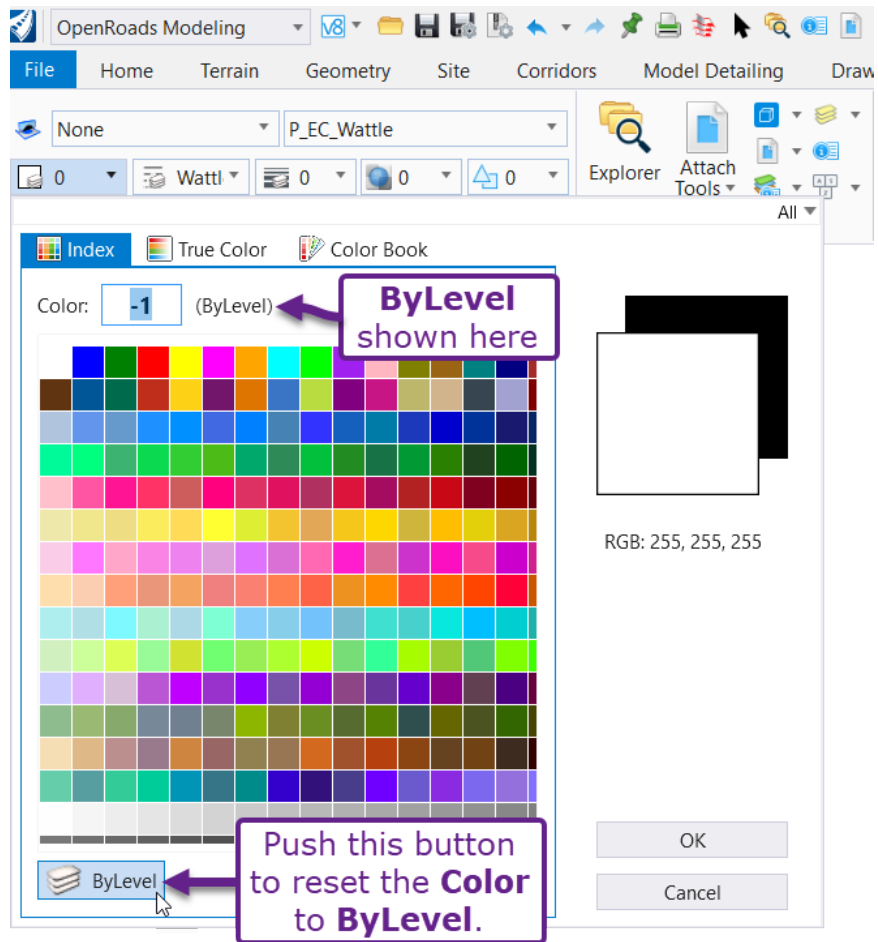 OpenRoads Modeling
File Home Terrain Geometry Site Corridors Model Detailing Draw
None P_EC_Wattle
0 Wattl 0 0 0
Explorer Attach Tools
All
Index True Color Color Book
Color: -1 (ByLevel)
ByLevel
shown here
RGB: 255, 255, 255
Push this button
to reset the Color
to ByLevel.
ByLevel
OK
Cancel